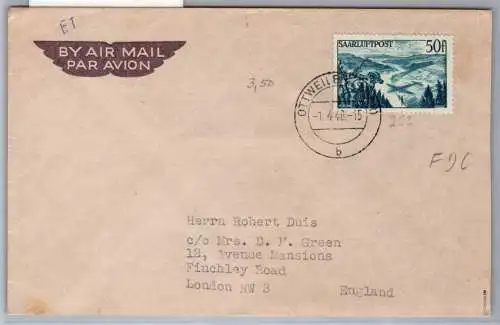 ET
BY AIR MAIL
PAR AVION
SAARLUFTPOST 50F
3,50
OTTWEILER
-1.4.48.-15
b
FDC
Herrn Robert Duis
c/o Mrs. D. F. Green
12, Avenue Mansions
Finchley Road
London NW 3 England